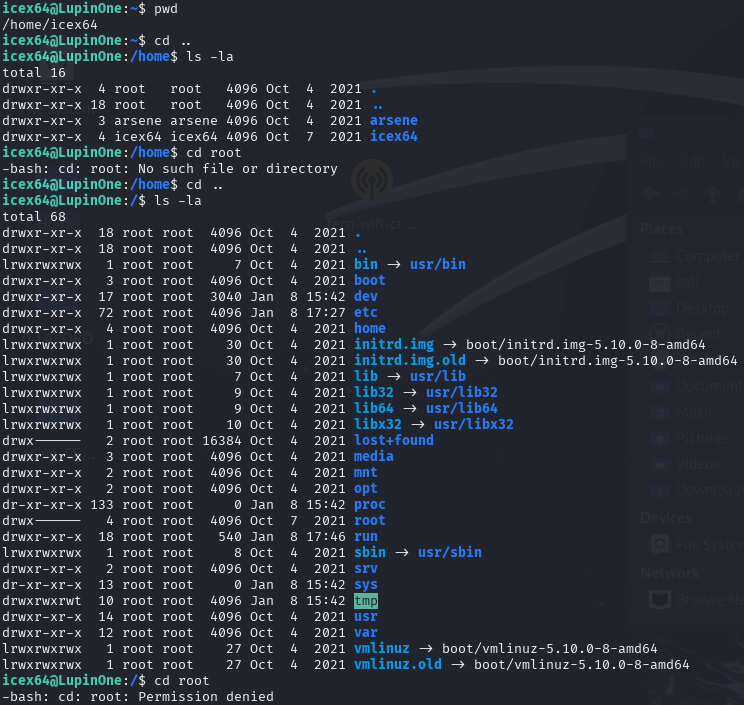 icex64@LupinOne:~$ pwd
/home/icex64
icex64@LupinOne:~$ cd ..
icex64@LupinOne:/home$ ls -la
total 16
drwxr-xr-x  4 root   root   4096 Oct  4  2021 .
drwxr-xr-x 18 root   root   4096 Oct  4  2021 ..
drwxr-xr-x  3 arsene arsene 4096 Oct  4  2021 arsene
drwxr-xr-x  4 icex64 icex64 4096 Oct  7  2021 icex64
icex64@LupinOne:/home$ cd root
-bash: cd: root: No such file or directory
icex64@LupinOne:/home$ cd ..
icex64@LupinOne:/$ ls -la
total 68
drwxr-xr-x  18 root root  4096 Oct  4  2021 .
drwxr-xr-x  18 root root  4096 Oct  4  2021 ..
lrwxrwxrwx   1 root root     7 Oct  4  2021 bin -> usr/bin
drwxr-xr-x   3 root root  4096 Oct  4  2021 boot
drwxr-xr-x  17 root root  3040 Jan  8 15:42 dev
drwxr-xr-x  72 root root  4096 Jan  8 17:27 etc
drwxr-xr-x   4 root root  4096 Oct  4  2021 home
lrwxrwxrwx   1 root root    30 Oct  4  2021 initrd.img -> boot/initrd.img-5.10.0-8-amd64
lrwxrwxrwx   1 root root    30 Oct  4  2021 initrd.img.old -> boot/initrd.img-5.10.0-8-amd64
lrwxrwxrwx   1 root root     7 Oct  4  2021 lib -> usr/lib
lrwxrwxrwx   1 root root     9 Oct  4  2021 lib32 -> usr/lib32
lrwxrwxrwx   1 root root     9 Oct  4  2021 lib64 -> usr/lib64
lrwxrwxrwx   1 root root    10 Oct  4  2021 libx32 -> usr/libx32
drwx------   2 root root 16384 Oct  4  2021 lost+found
drwxr-xr-x   3 root root  4096 Oct  4  2021 media
drwxr-xr-x   2 root root  4096 Oct  4  2021 mnt
drwxr-xr-x   2 root root  4096 Oct  4  2021 opt
dr-xr-xr-x 133 root root     0 Jan  8 15:42 proc
drwx------   4 root root  4096 Oct  7  2021 root
drwxr-xr-x  18 root root   540 Jan  8 17:46 run
lrwxrwxrwx   1 root root     8 Oct  4  2021 sbin -> usr/sbin
drwxr-xr-x   2 root root  4096 Oct  4  2021 srv
dr-xr-xr-x  13 root root     0 Jan  8 15:42 sys
drwxrwxrwt  10 root root  4096 Jan  8 15:42 tmp
drwxr-xr-x  14 root root  4096 Oct  4  2021 usr
drwxr-xr-x  12 root root  4096 Oct  4  2021 var
lrwxrwxrwx   1 root root    27 Oct  4  2021 vmlinuz -> boot/vmlinuz-5.10.0-8-amd64
lrwxrwxrwx   1 root root    27 Oct  4  2021 vmlinuz.old -> boot/vmlinuz-5.10.0-8-amd64
icex64@LupinOne:/$ cd root
-bash: cd: root: Permission denied
File Edit
Places
Computer
kali
Desktop
Recent
Music
Pictures
Videos
Devices
Network